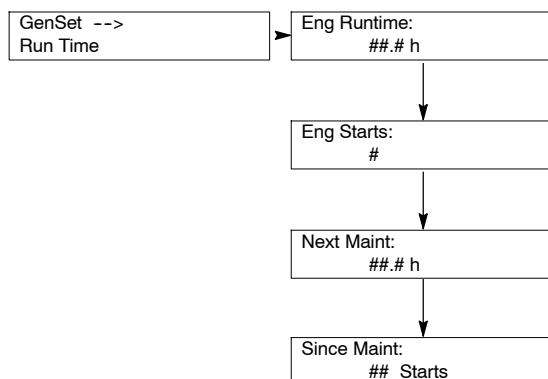 GenSet -->
Run Time
Eng Runtime:
##.# h
Eng Starts:
#
Next Maint:
##.# h
Since Maint:
## Starts